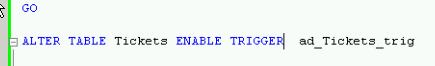 GO
ALTER TABLE Tickets ENABLE TRIGGER ad_Tickets_trig